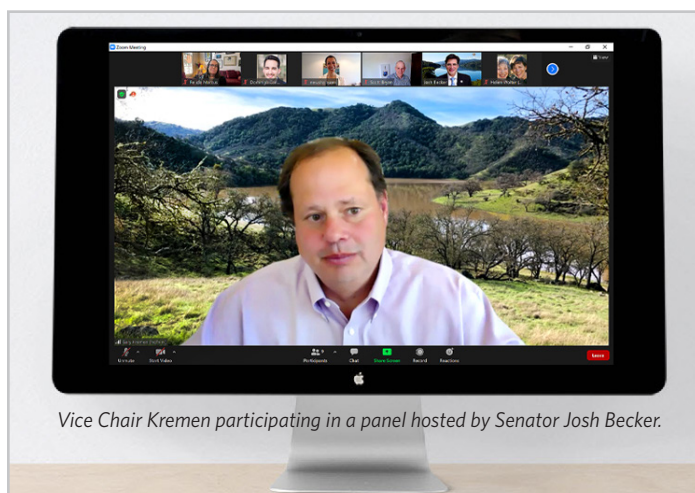 Zoom Meeting
View
Josh Becker
Unmute
Start Video
Participants
Chat
Share Screen
Record
Reactions
Leave
Vice Chair Kremen participating in a panel hosted by Senator Josh Becker.